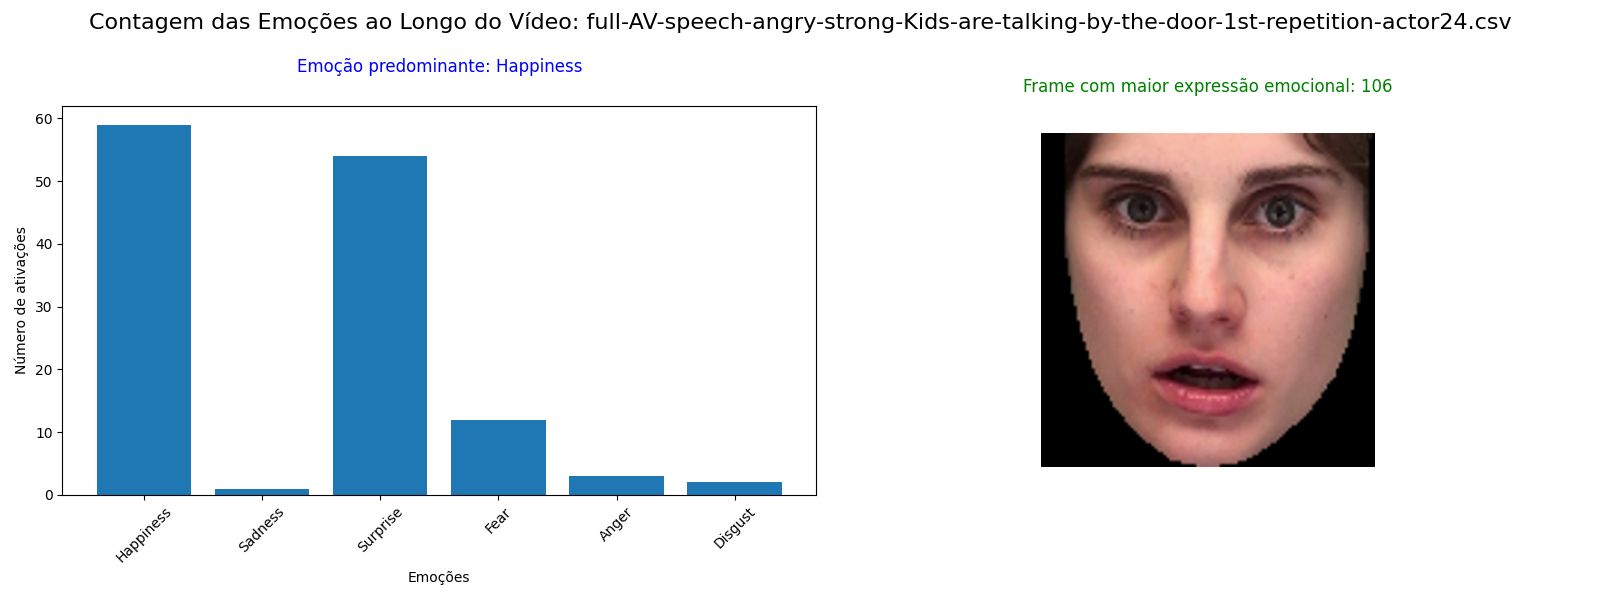 Contagem das Emoções ao Longo do Vídeo: full-AV-speech-angry-strong-Kids-are-talking-by-the-door-1st-repetition-actor24.csv
Emoção predominante: Happiness
Número de ativações
60
50
40
30
20
10
0
Happiness
Sadness
Surprise
Fear
Anger
Disgust
Emoções
Frame com maior expressão emocional: 106